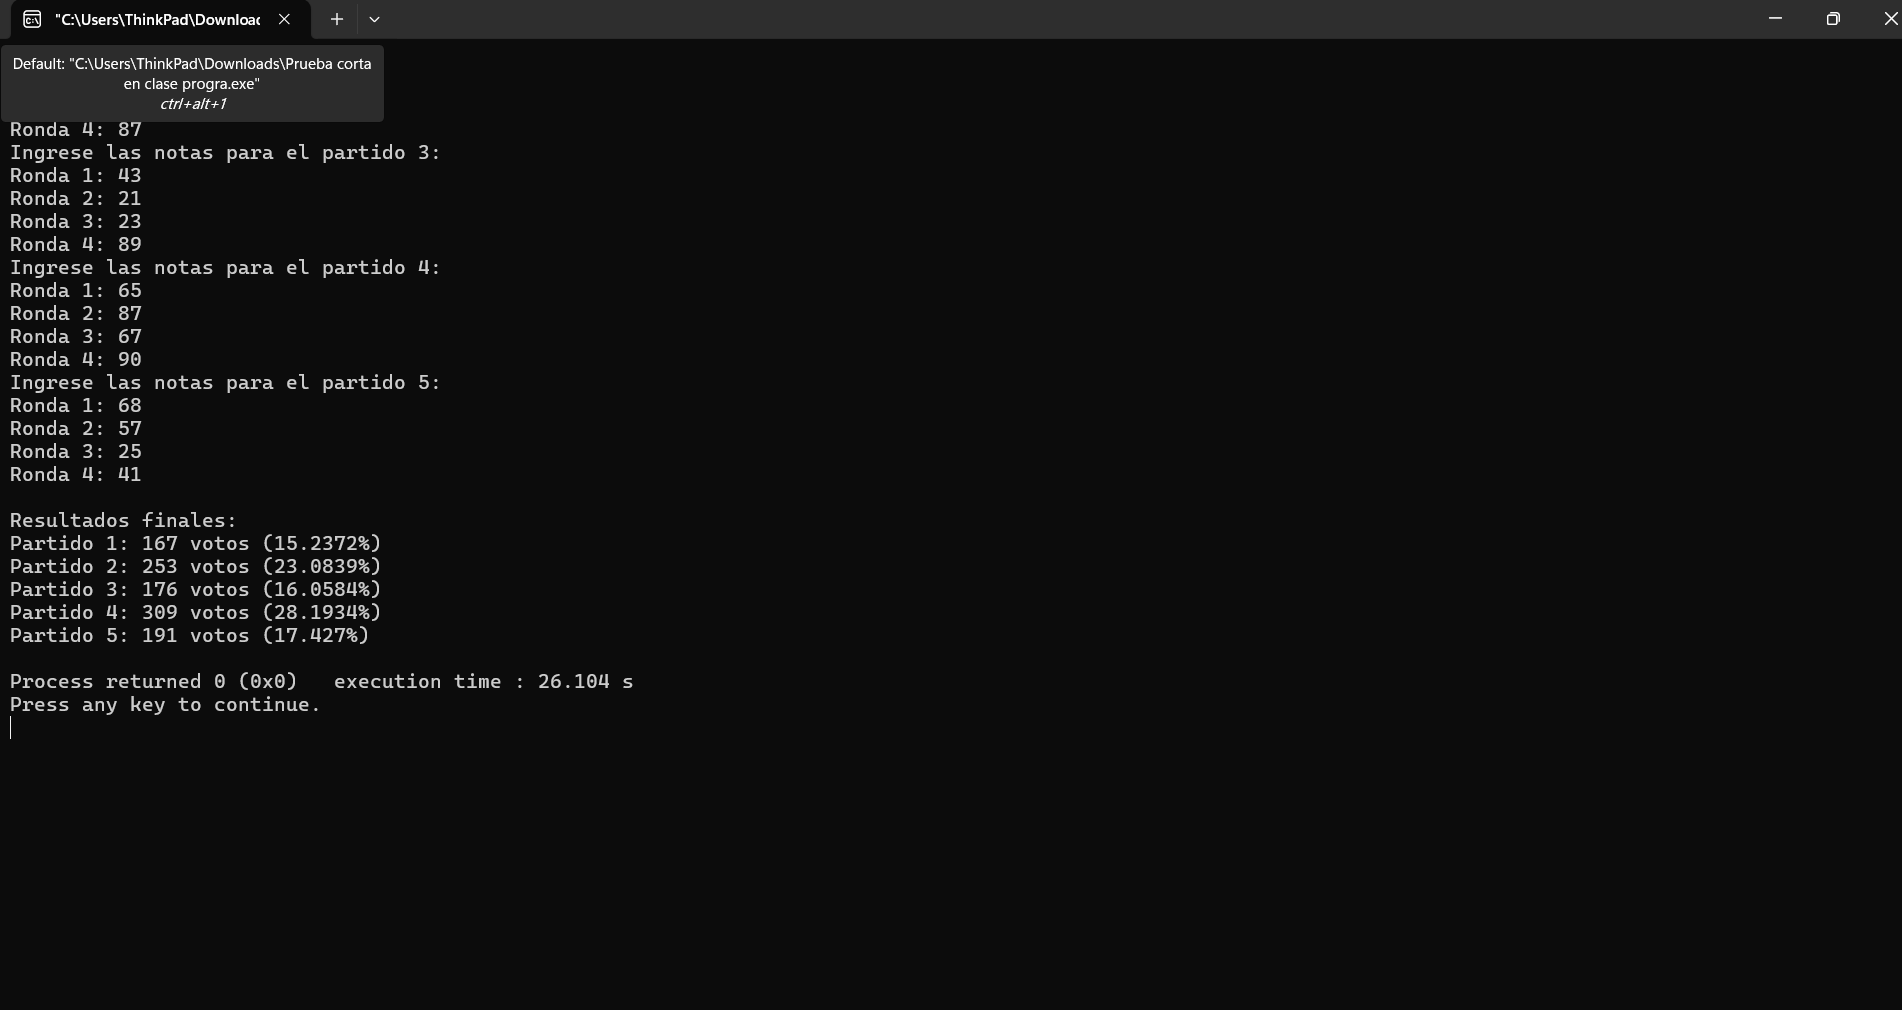 "C:\Users\ThinkPad\Downloac
Default: "C:\Users\ThinkPad\Downloads\Prueba corta
en clase progra.exe"
ctrl+alt+1
Ronda 4: 87
Ingrese las notas para el partido 3:
Ronda 1: 43
Ronda 2: 21
Ronda 3: 23
Ronda 4: 89
Ingrese las notas para el partido 4:
Ronda 1: 65
Ronda 2: 87
Ronda 3: 67
Ronda 4: 90
Ingrese las notas para el partido 5:
Ronda 1: 68
Ronda 2: 57
Ronda 3: 25
Ronda 4: 41
Resultados finales:
Partido 1: 167 votos (15.2372%)
Partido 2: 253 votos (23.0839%)
Partido 3: 176 votos (16.0584%)
Partido 4: 309 votos (28.1934%)
Partido 5: 191 votos (17.427%)
Process returned 0 (0x0)   execution time : 26.104 s
Press any key to continue.